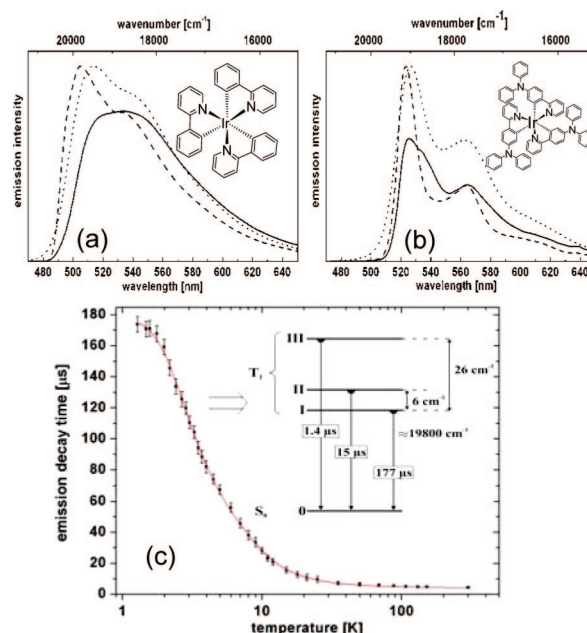 wavenumber [cm⁻¹]
20000 18000 16000
emission intensity
N
N
Ir
N
(a)
480 500 520 540 560 580 600 620 640
wavelength [nm]
wavenumber [cm⁻¹]
20000 18000 16000
emission intensity
N
N
N
Ir
N
N
N
(b)
480 500 520 540 560 580 600 620 640
wavelength [nm]
emission decay time [µs]
180
160
140
120
100
80
60
40
20
0
III
T₁
26 cm⁻¹
II
6 cm⁻¹
I
≈19800 cm⁻¹
1.4 µs
15 µs
177 µs
S₀
0
(c)
1 10 100
temperature [K]